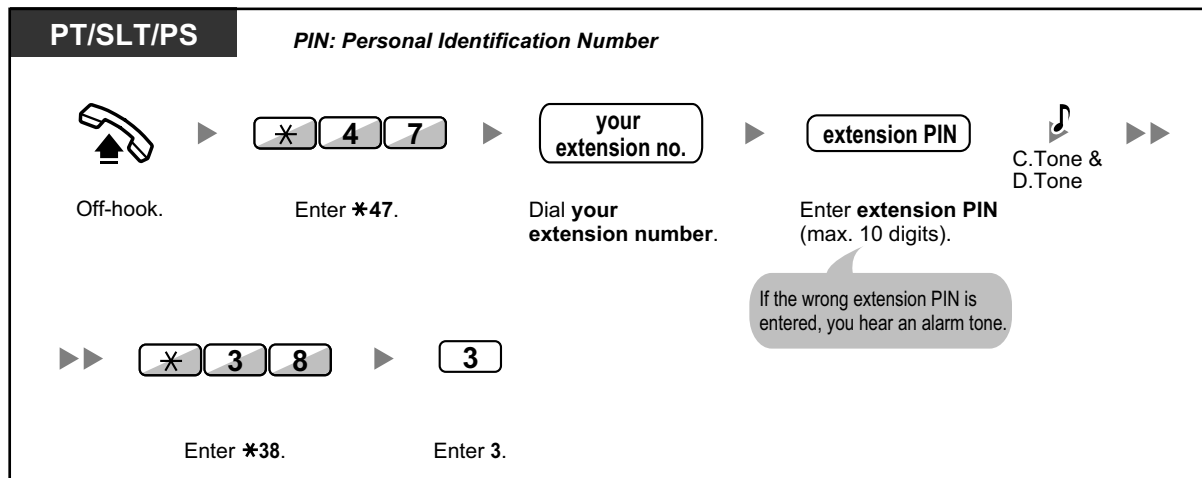 PT/SLT/PS
PIN: Personal Identification Number
✳ 4 7
your
extension no.
extension PIN
C.Tone &
D.Tone
Off-hook.
Enter ✳47.
Dial your
extension number.
Enter extension PIN
(max. 10 digits).
If the wrong extension PIN is
entered, you hear an alarm tone.
✳ 3 8
3
Enter ✳38.
Enter 3.